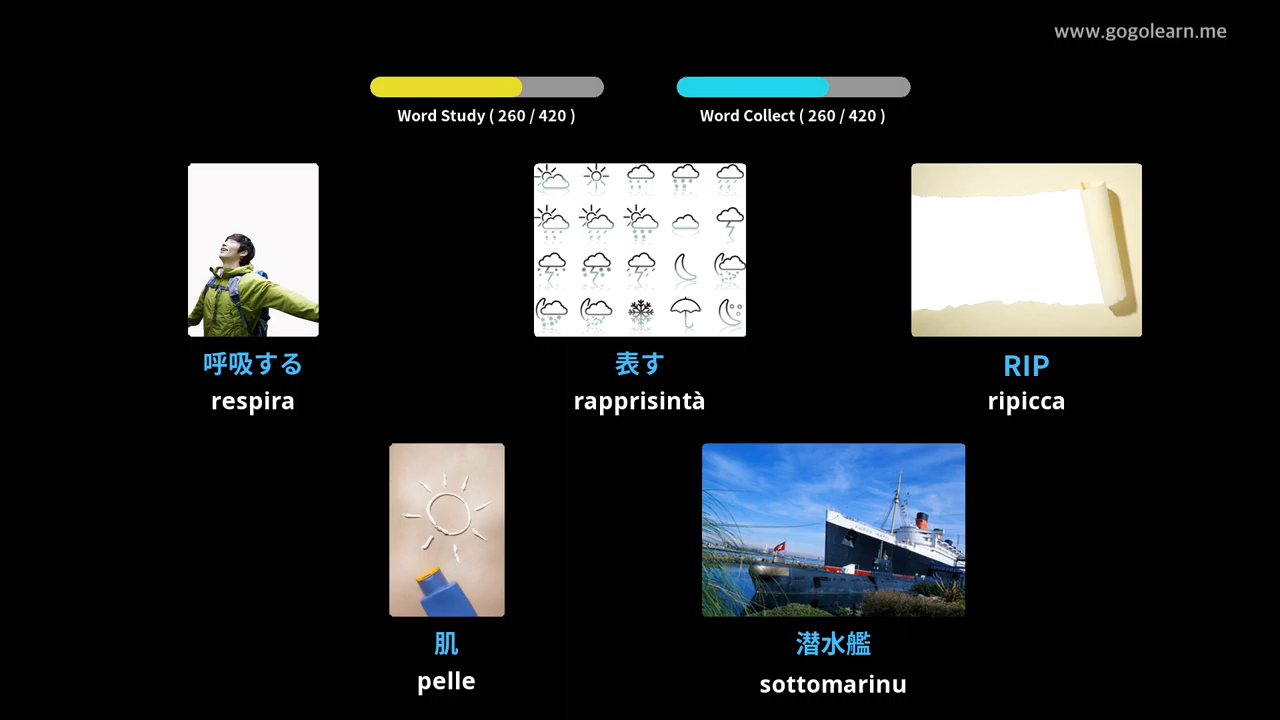 www.gogolearn.me
Word Study ( 260 / 420 )
Word Collect ( 260 / 420 )
呼吸する
respira
表す
rapprisintà
RIP
ripicca
肌
pelle
潜水艦
sottomarinu